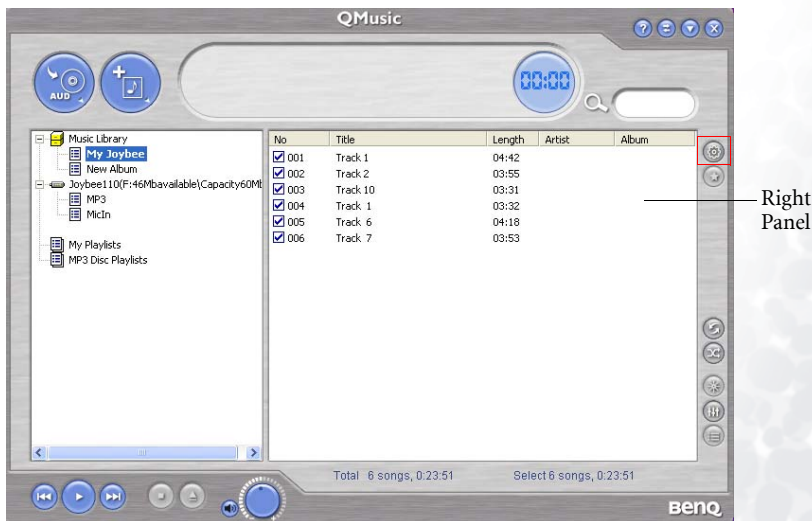 QMusic
AUD
00:00
Music Library
My Joybee
New Album
Joybee110(F:46Mbavailable\Capacity60Mb
MP3
MicIn
My Playlists
MP3 Disc Playlists
No Title Length Artist Album
001 Track 1 04:42
002 Track 2 03:55
003 Track 10 03:31
004 Track  1 03:32
005 Track  6 04:18
006 Track  7 03:53
Right
Panel
Total 6 songs, 0:23:51 Select 6 songs, 0:23:51
BenQ